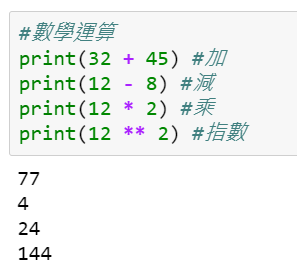 #數學運算
print(32 + 45) #加
print(12 - 8) #減
print(12 * 2) #乘
print(12 ** 2) #指數
77
4
24
144